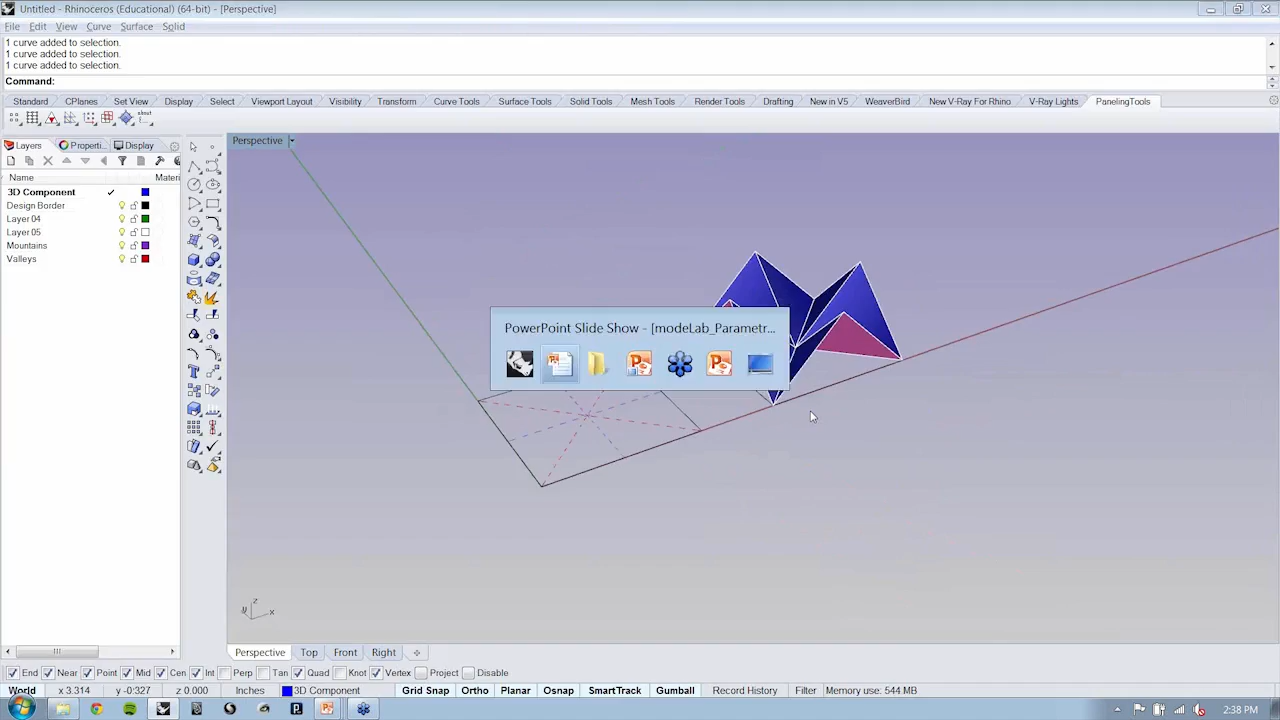 Untitled - Rhinoceros (Educational) (64-bit) - [Perspective]
File Edit View Curve Surface Solid
1 curve added to selection.
1 curve added to selection.
1 curve added to selection.
Command:
Standard CPlanes Set View Display Select Viewport Layout Visibility Transform Curve Tools Surface Tools Solid Tools Mesh Tools Render Tools Drafting New in V5 WeaverBird New V-Ray For Rhino V-Ray Lights PanelingTools
Layers Properti... Display
Perspective
Name Materi
3D Component
Design Border
Layer 04
Layer 05
Mountains
Valleys
PowerPoint Slide Show - [modeLab_Parametr...
z
y x
Perspective Top Front Right
End Near Point Mid Cen Int Perp Tan Quad Knot Vertex Project Disable
World x 3.314 y -0.327 z 0.000 Inches 3D Component Grid Snap Ortho Planar Osnap SmartTrack Gumball Record History Filter Memory use: 544 MB
2:38 PM